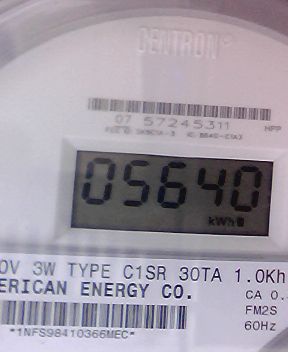 CENTRON®
07 57245311 HPP
05640
kWh
0V 3W TYPE C1SR 30TA 1.0Kh
ERICAN ENERGY CO. CA 0.
FM2S
*1NFS98410366MEC* 60Hz